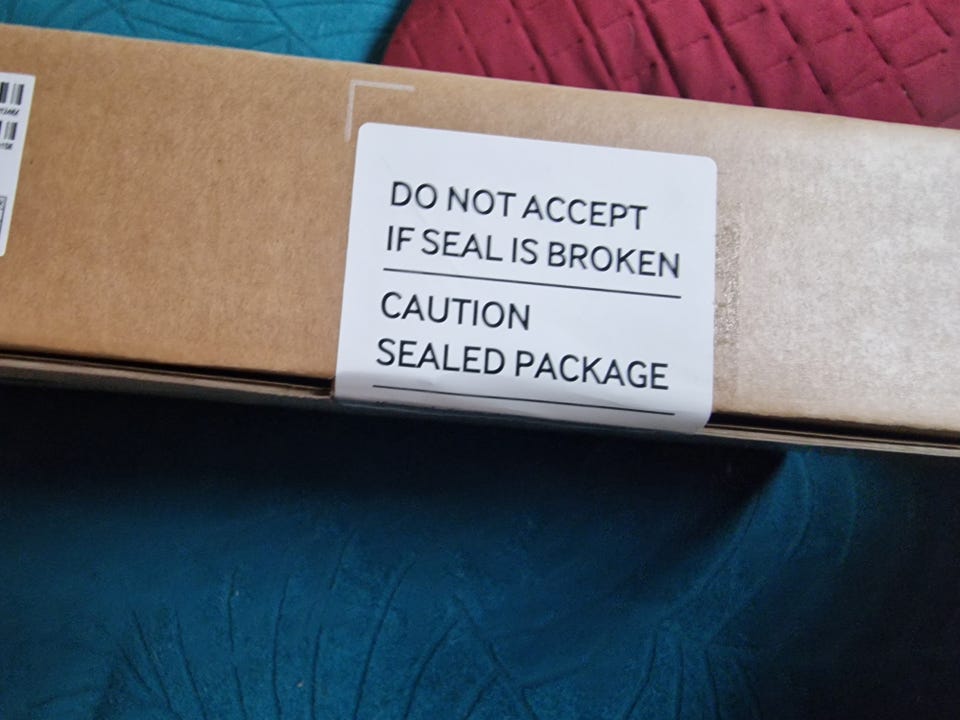 DO NOT ACCEPT
IF SEAL IS BROKEN
CAUTION
SEALED PACKAGE